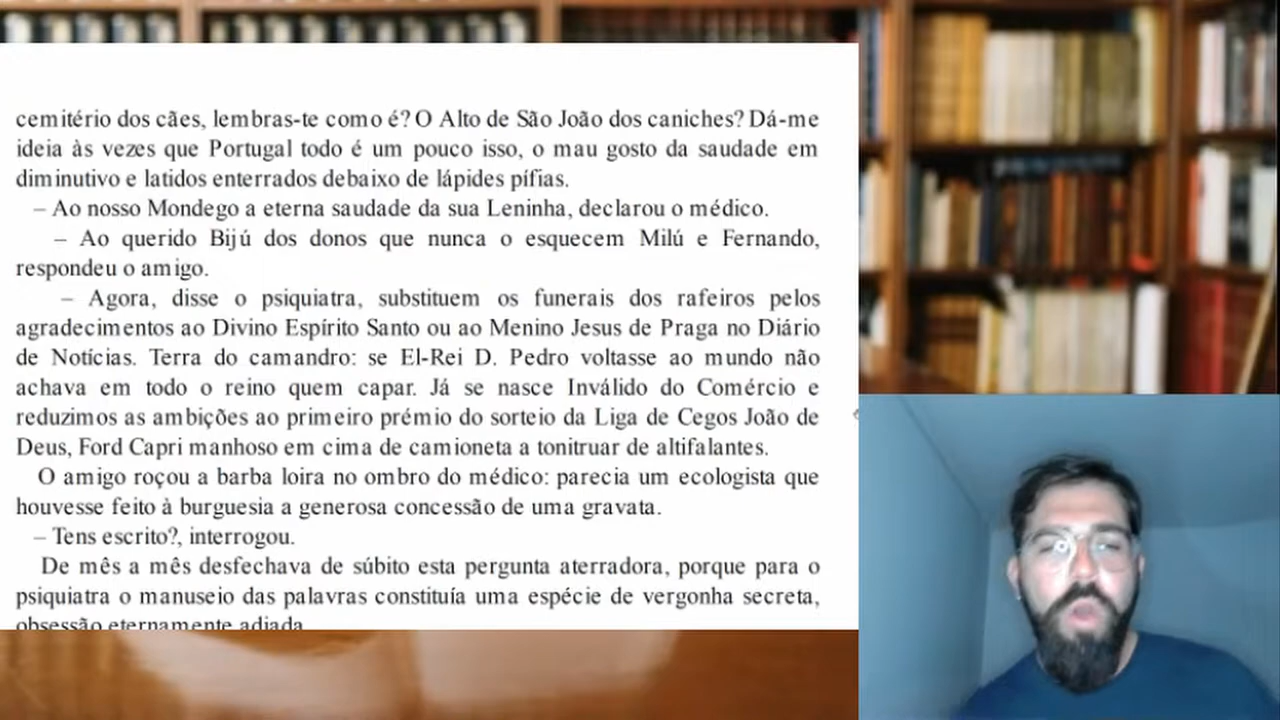 cemitério dos cães, lembras-te como é? O Alto de São João dos caniches? Dá-me
ideia às vezes que Portugal todo é um pouco isso, o mau gosto da saudade em
diminutivo e latidos enterrados debaixo de lápides pífias.
– Ao nosso Mondego a eterna saudade da sua Leninha, declarou o médico.
– Ao querido Bijú dos donos que nunca o esquecem Milú e Fernando,
respondeu o amigo.
– Agora, disse o psiquiatra, substituem os funerais dos rafeiros pelos
agradecimentos ao Divino Espírito Santo ou ao Menino Jesus de Praga no Diário
de Notícias. Terra do camandro: se El-Rei D. Pedro voltasse ao mundo não
achava em todo o reino quem capar. Já se nasce Inválido do Comércio e
reduzimos as ambições ao primeiro prémio do sorteio da Liga de Cegos João de
Deus, Ford Capri manhoso em cima de camioneta a tonitruar de altifalantes.
O amigo roçou a barba loira no ombro do médico: parecia um ecologista que
houvesse feito à burguesia a generosa concessão de uma gravata.
– Tens escrito?, interrogou.
De mês a mês desfechava de súbito esta pergunta aterradora, porque para o
psiquiatra o manuseio das palavras constituía uma espécie de vergonha secreta,
obsessão eternamente adiada